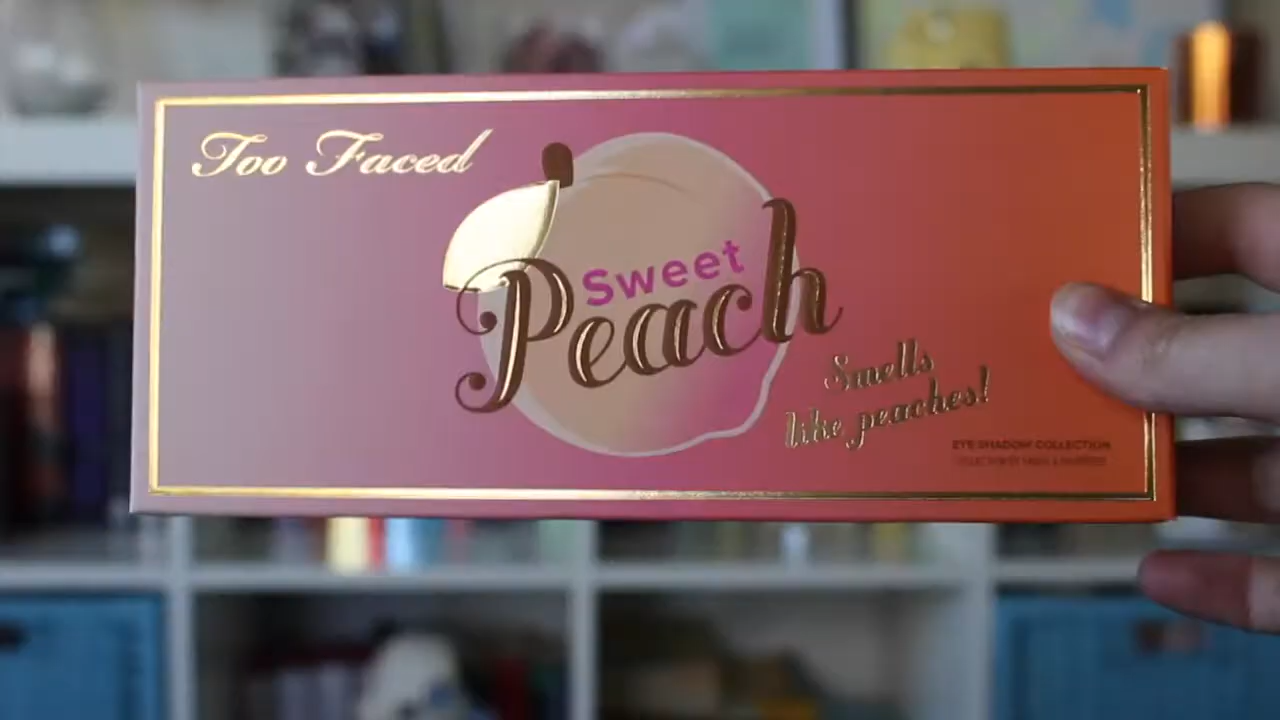 Too Faced
Sweet
Peach
Smells
like peaches!
EYE SHADOW COLLECTION